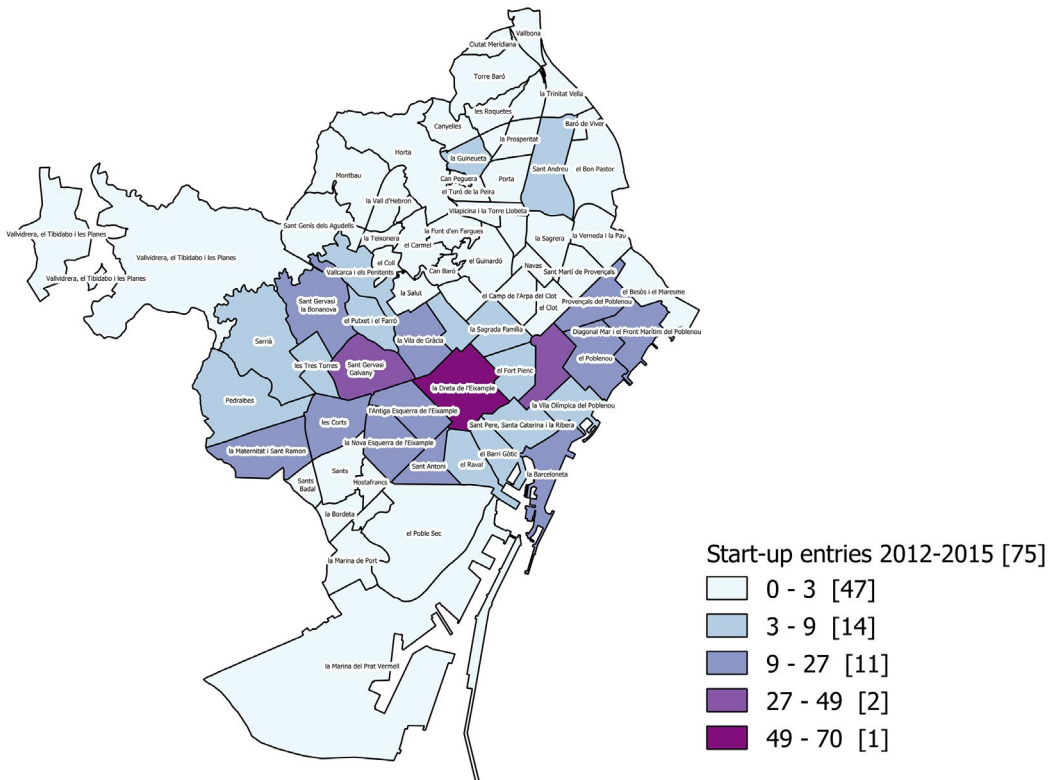 Vallbona
Ciutat Meridiana
Torre Baró
la Trinitat Vella
les Roquetes
Canyelles
Baró de Viver
la Prosperitat
Horta
la Guineueta
Sant Andreu
el Bon Pastor
Montbau
Can Peguera
Porta
el Turó de la Peira
la Vall d'Hebron
Vilapicina i la Torre Llobeta
Sant Genís dels Agudells
la Font d'en Fargues
Vallvidrera, el Tibidabo i les Planes
la Teixonera
el Carmel
la Sagrera
la Verneda i la Pau
Vallvidrera, el Tibidabo i les Planes
el Coll
el Guinardó
Navas
Vallcarca i els Penitents
Can Baró
Sant Martí de Provençals
Vallvidrera, el Tibidabo i les Planes
la Salut
el Besòs i el Maresme
el Camp de l'Arpa del Clot
Sant Gervasi
la Bonanova
Provençals del Poblenou
el Clot
el Putxet i el Farró
la Sagrada Família
Diagonal Mar i el Front Marítim del Poblenou
Sarrià
la Vila de Gràcia
el Poblenou
les Tres Torres
Sant Gervasi
Galvany
el Fort Pienc
la Dreta de l'Eixample
Pedralbes
la Vila Olímpica del Poblenou
l'Antiga Esquerra de l'Eixample
les Corts
Sant Pere, Santa Caterina i la Ribera
la Nova Esquerra de l'Eixample
la Maternitat i Sant Ramon
el Barri Gòtic
Sant Antoni
el Raval
Sants
la Barceloneta
Sants
Badal
Hostafrancs
la Bordeta
el Poble Sec
la Marina de Port
la Marina del Prat Vermell
Start-up entries 2012-2015 [75]
0 - 3 [47]
3 - 9 [14]
9 - 27 [11]
27 - 49 [2]
49 - 70 [1]